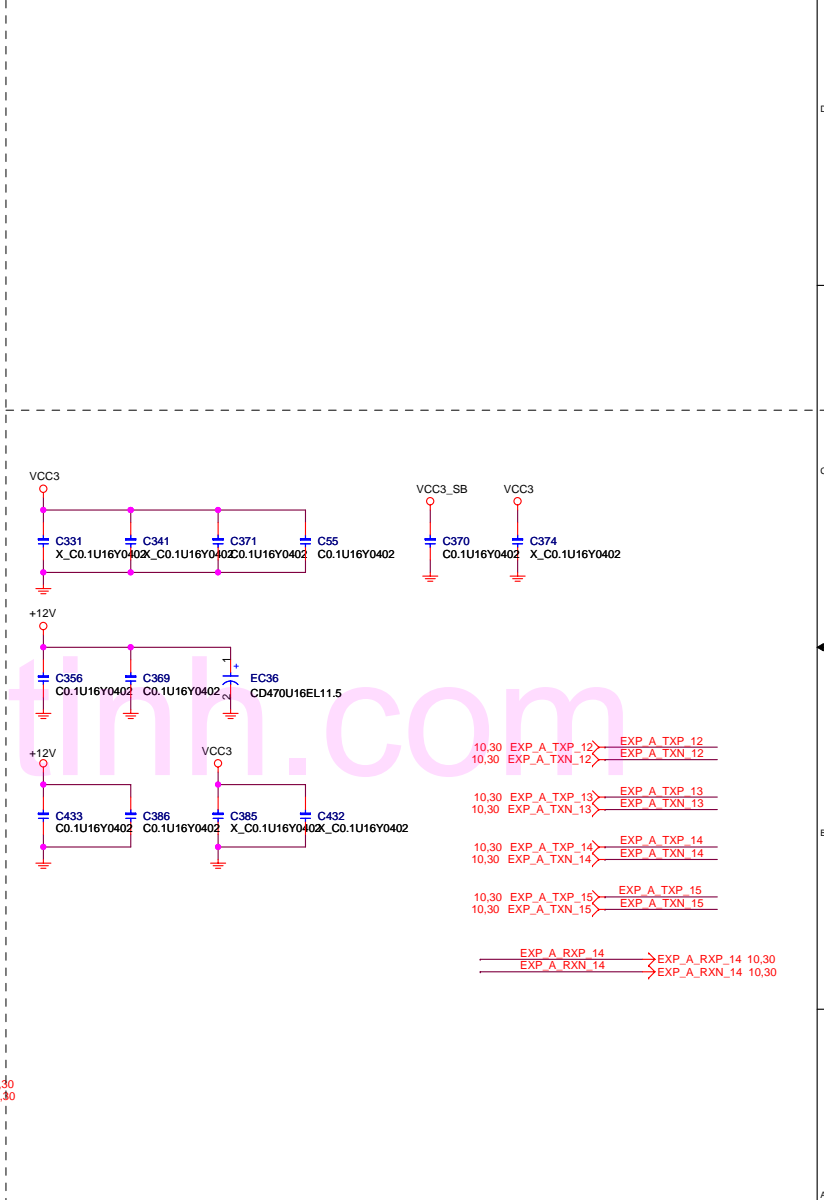 VCC3
C331
X_C0.1U16Y0402
C341
X_C0.1U16Y0402
C371
C0.1U16Y0402
C55
C0.1U16Y0402
VCC3_SB
C370
C0.1U16Y0402
VCC3
C374
X_C0.1U16Y0402
+12V
C356
C0.1U16Y0402
C369
C0.1U16Y0402
1
+
2
EC36
CD470U16EL11.5
tinh.com
+12V
C433
C0.1U16Y0402
C386
C0.1U16Y0402
VCC3
C385
X_C0.1U16Y0402
C432
X_C0.1U16Y0402
10,30 EXP_A_TXP_12 EXP_A_TXP_12
10,30 EXP_A_TXN_12 EXP_A_TXN_12
10,30 EXP_A_TXP_13 EXP_A_TXP_13
10,30 EXP_A_TXN_13 EXP_A_TXN_13
10,30 EXP_A_TXP_14 EXP_A_TXP_14
10,30 EXP_A_TXN_14 EXP_A_TXN_14
10,30 EXP_A_TXP_15 EXP_A_TXP_15
10,30 EXP_A_TXN_15 EXP_A_TXN_15
EXP_A_RXP_14 EXP_A_RXP_14 10,30
EXP_A_RXN_14 EXP_A_RXN_14 10,30
,30
,30